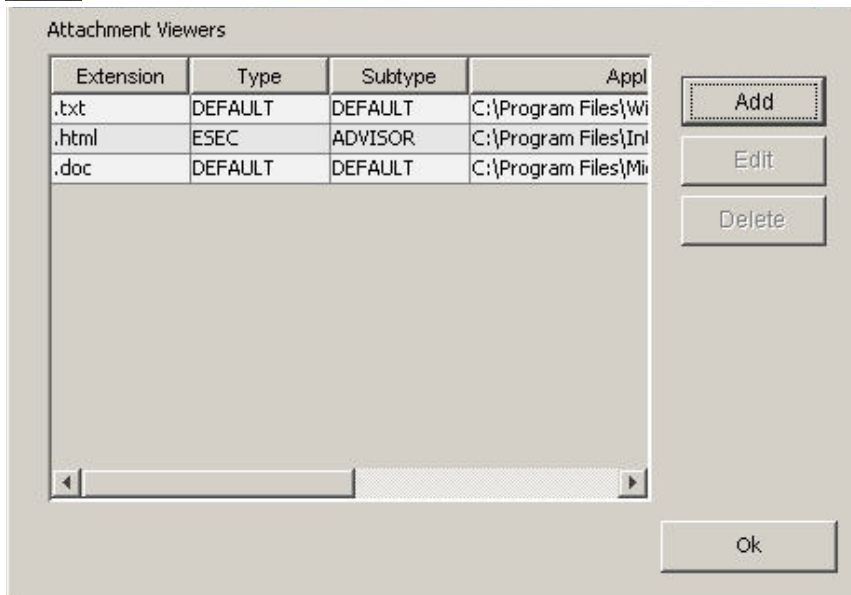 Attachment Viewers
Extension Type Subtype Appl
.txt DEFAULT DEFAULT C:\Program Files\Wi
.html ESEC ADVISOR C:\Program Files\Int
.doc DEFAULT DEFAULT C:\Program Files\Mi
Add
Edit
Delete
Ok